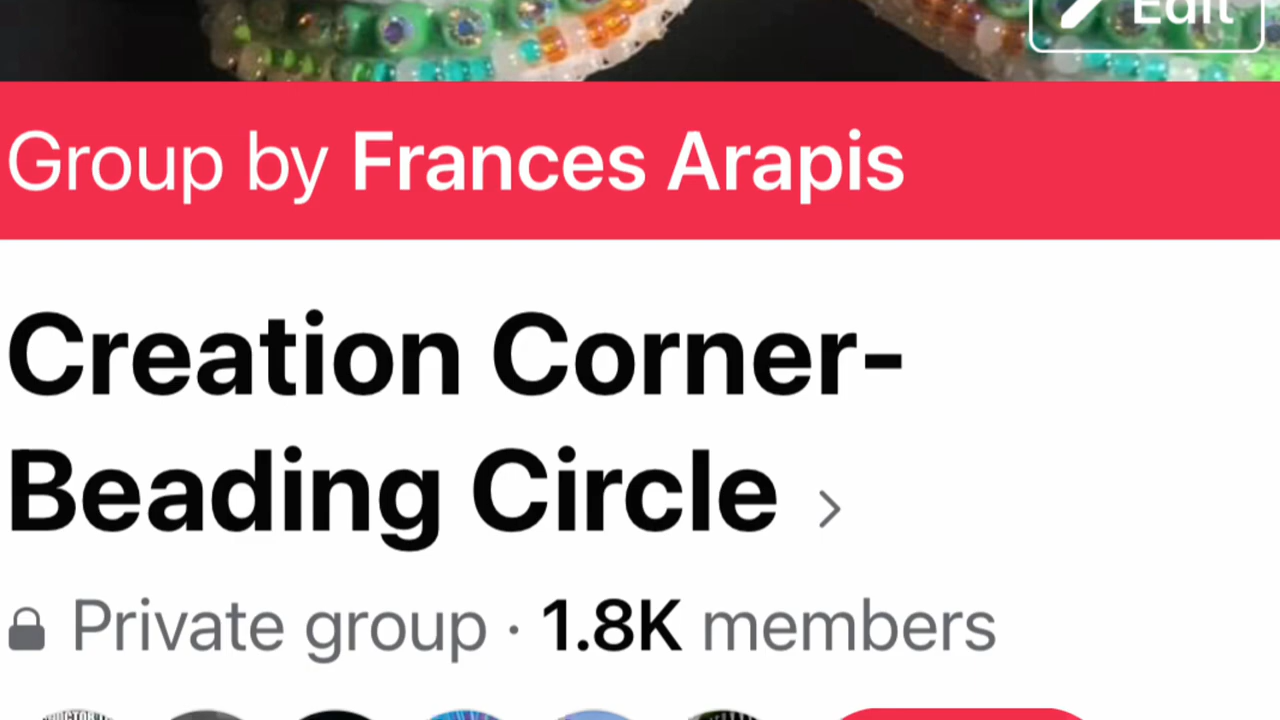 Edit
Group by Frances Arapis
Creation Corner-
Beading Circle >
Private group · 1.8K members